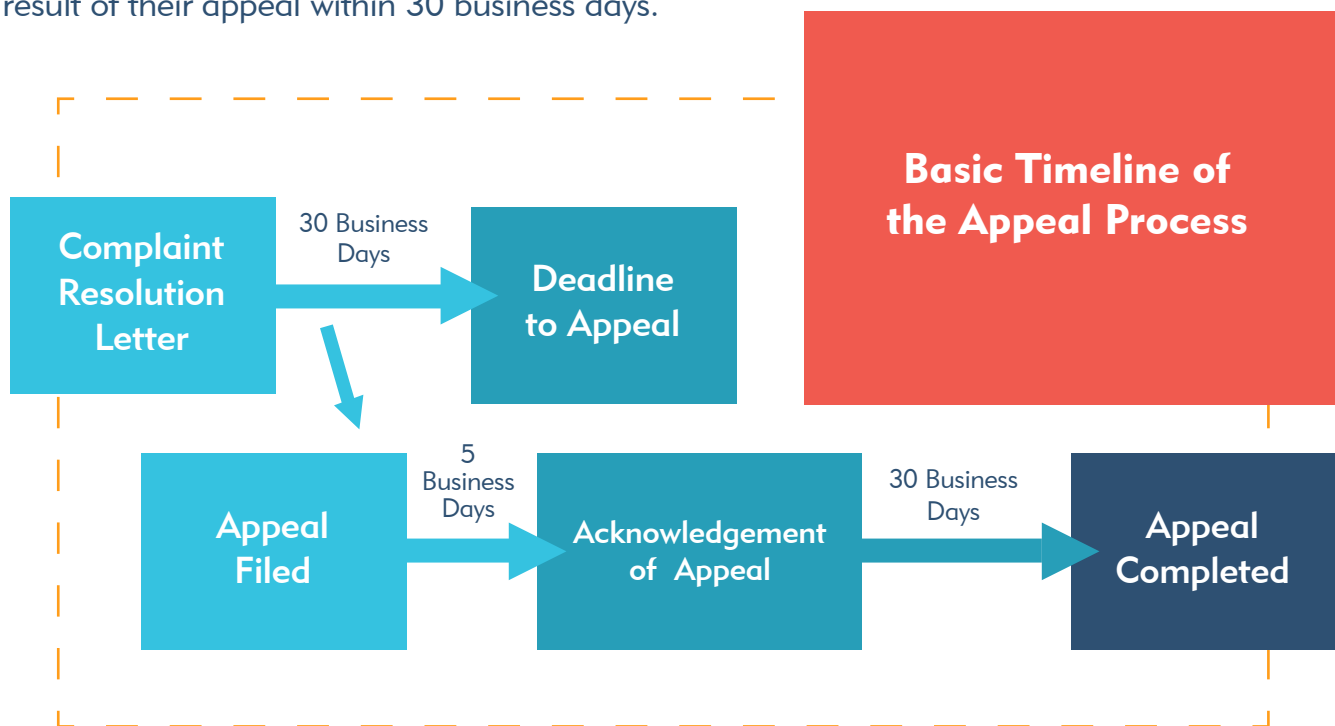 result of their appeal within 30 business days.
Basic Timeline of
the Appeal Process
Complaint
Resolution
Letter
30 Business
Days
Deadline
to Appeal
Appeal
Filed
5
Business
Days
Acknowledgement
of Appeal
30 Business
Days
Appeal
Completed